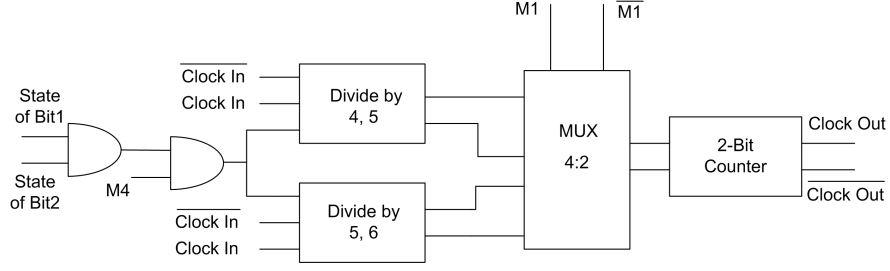 M1
M1
Clock In
Clock In
State
of Bit1
Divide by
4, 5
MUX
4:2
2-Bit
Counter
Clock Out
Clock Out
State
of Bit2
M4
Clock In
Clock In
Divide by
5, 6